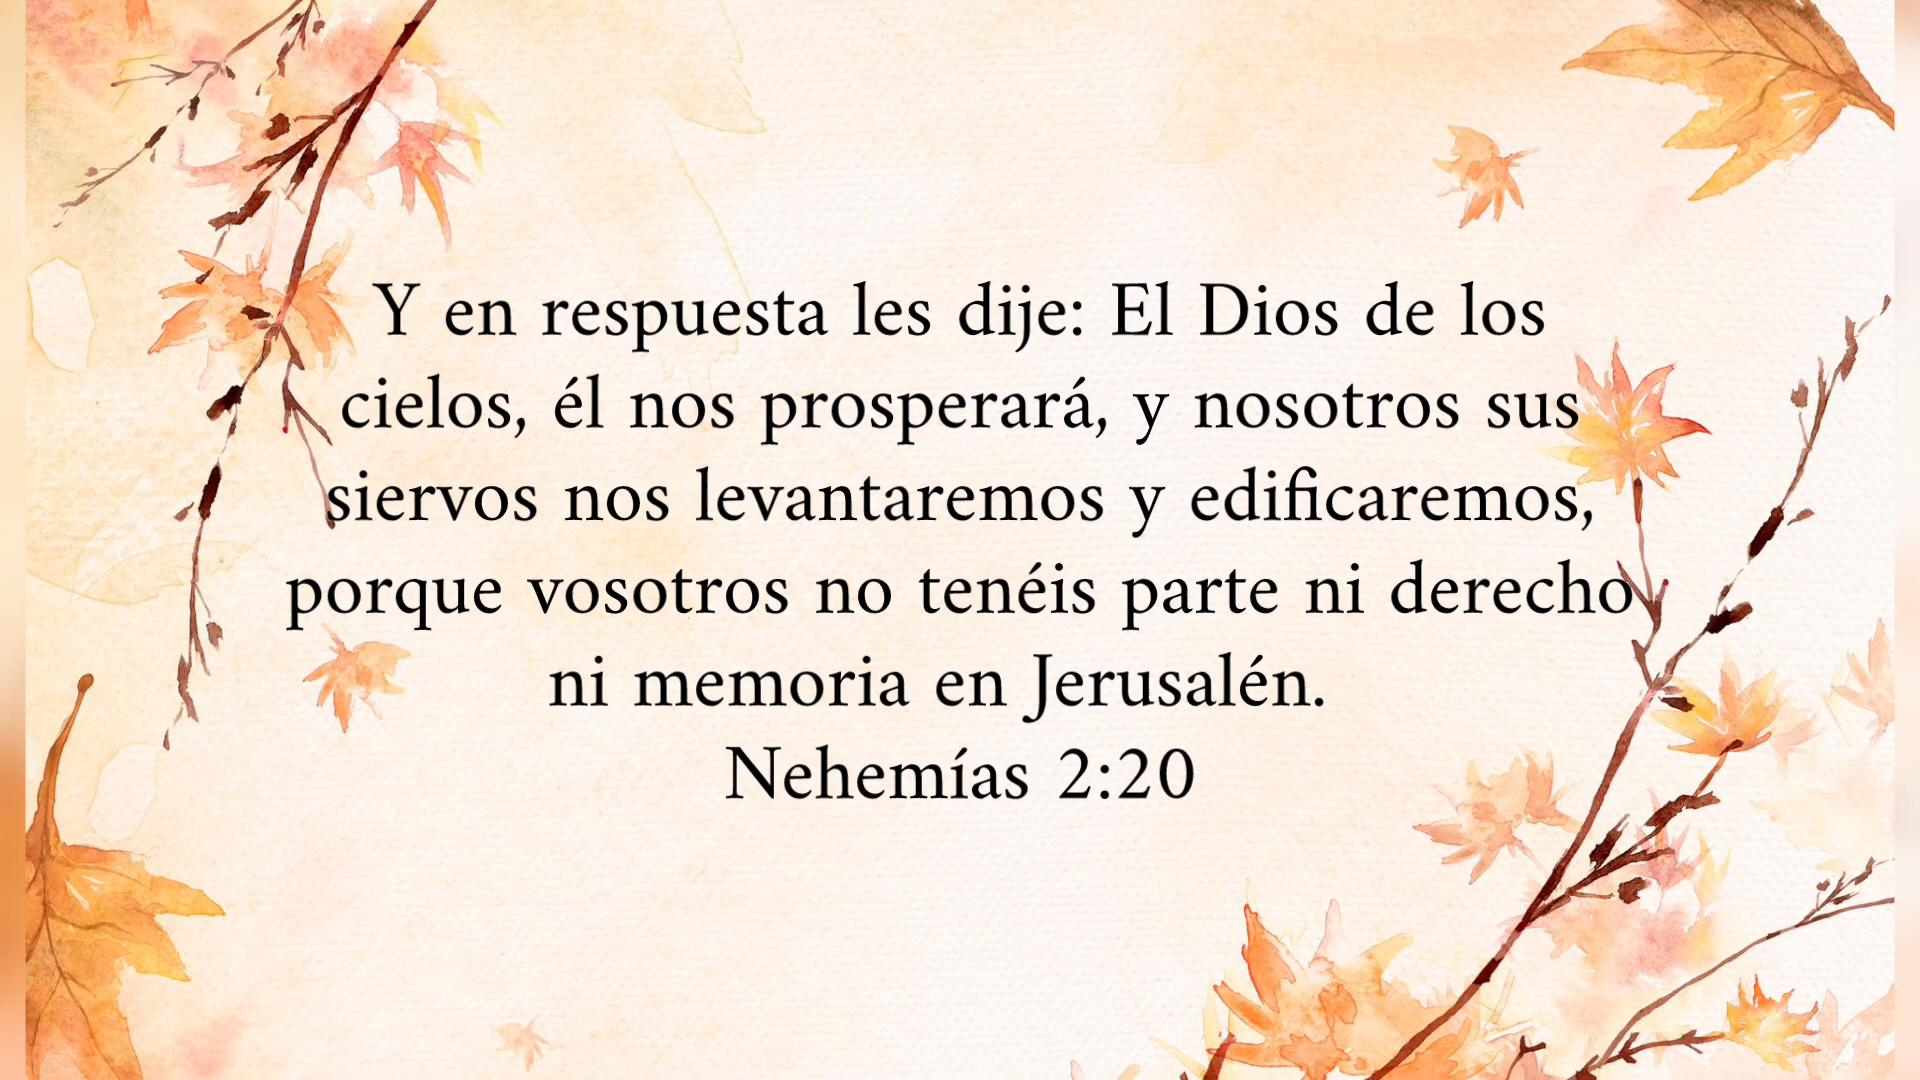 Y en respuesta les dije: El Dios de los
cielos, él nos prosperará, y nosotros sus
siervos nos levantaremos y edificaremos,
porque vosotros no tenéis parte ni derecho
ni memoria en Jerusalén.
Nehemías 2:20